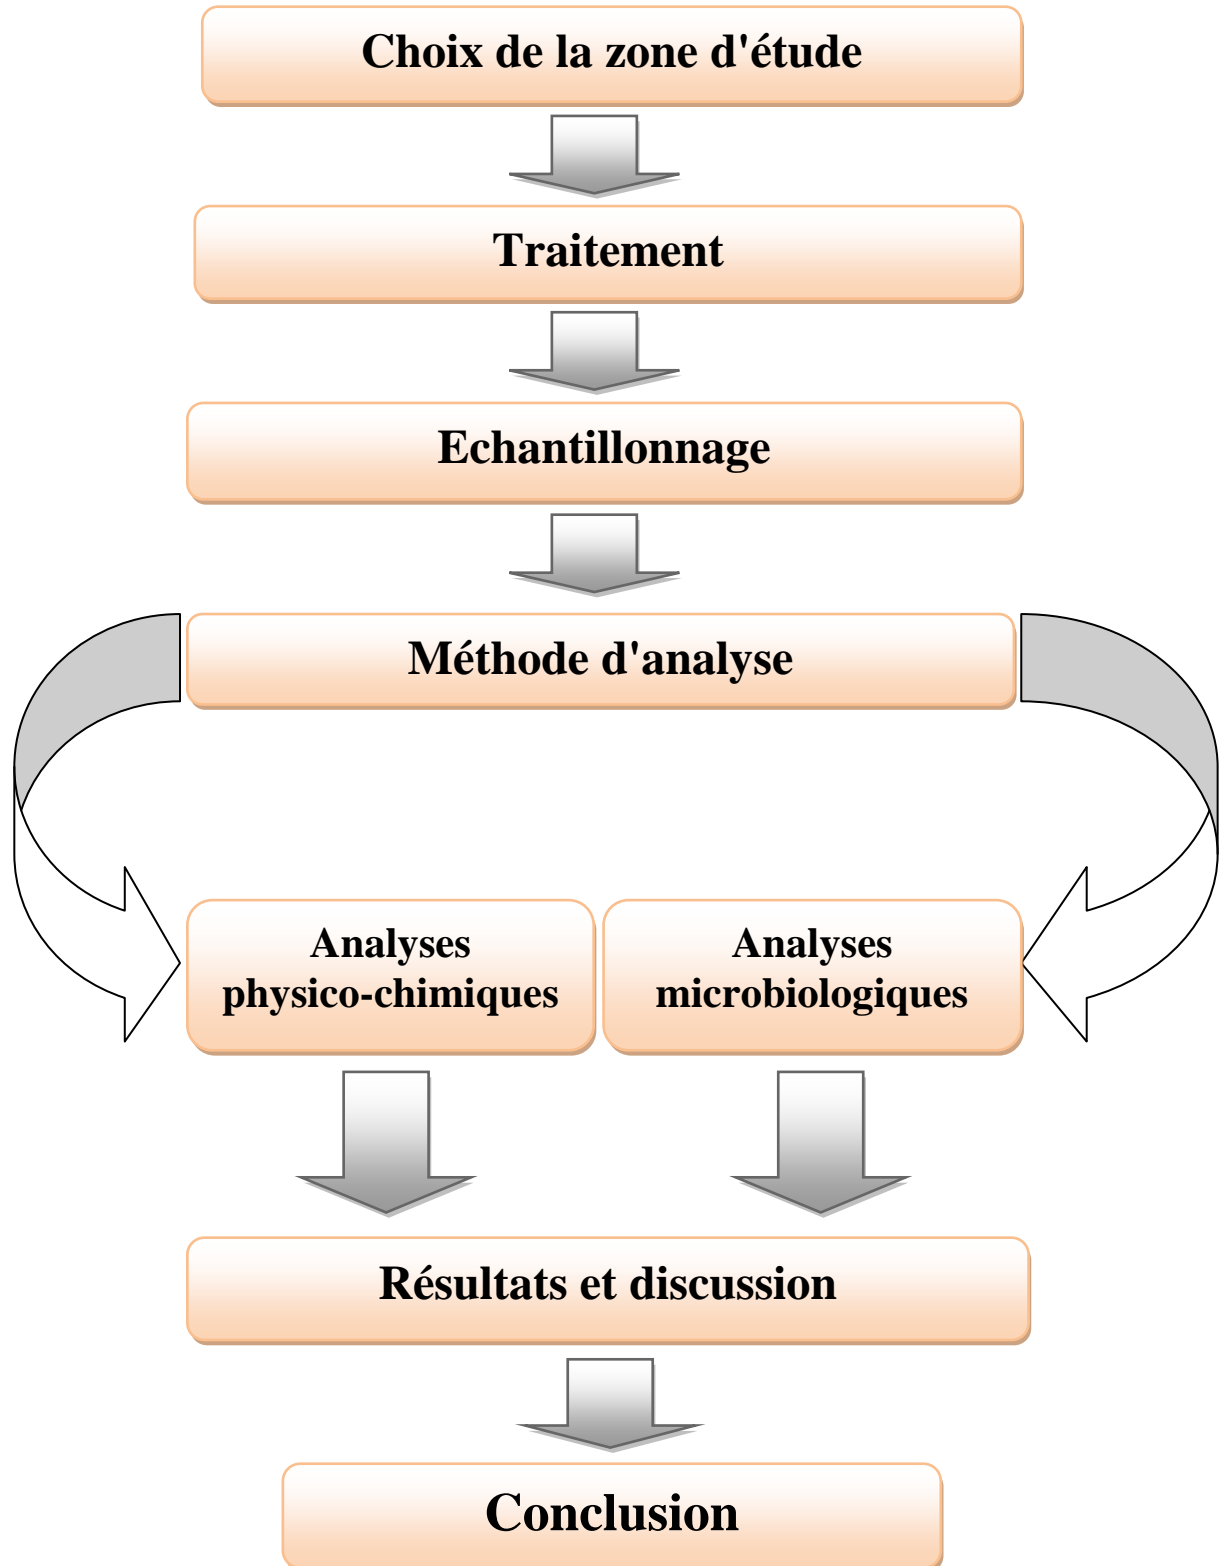 Choix de la zone d'étude
Traitement
Echantillonnage
Méthode d'analyse
Analyses
physico-chimiques
Analyses
microbiologiques
Résultats et discussion
Conclusion